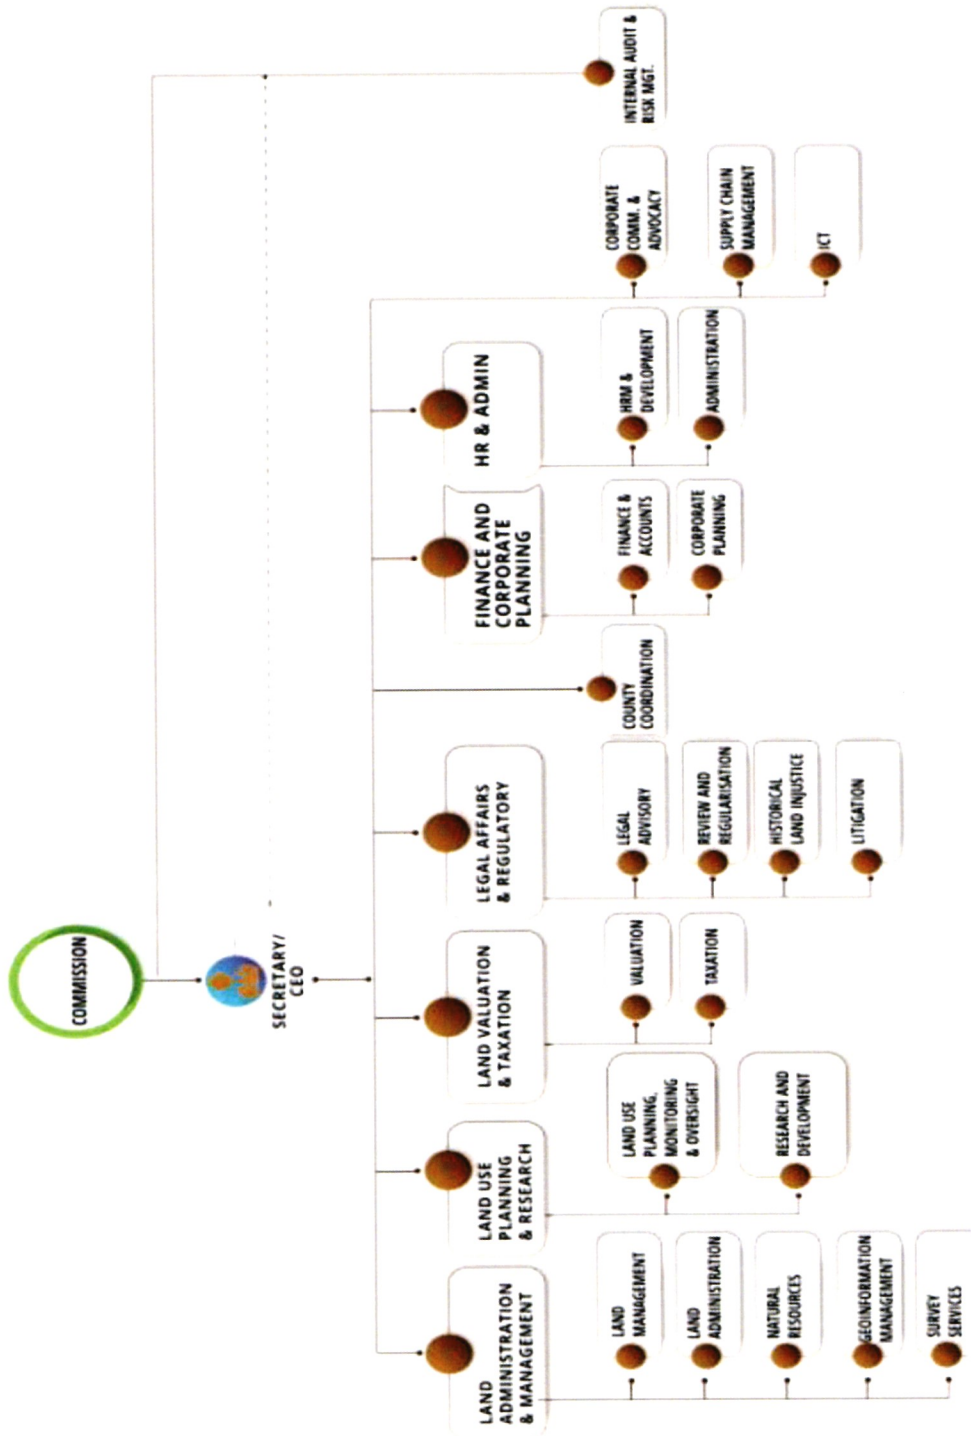 COMMISSION
SECRETARY/
CEO
LAND
ADMINISTRATION
& MANAGEMENT
LAND USE
PLANNING
& RESEARCH
LAND VALUATION
& TAXATION
LEGAL AFFAIRS
& REGULATORY
FINANCE AND
CORPORATE
PLANNING
HR & ADMIN
LAND
MANAGEMENT
LAND
ADMINISTRATION
NATURAL
RESOURCES
GEOINFORMATION
MANAGEMENT
SURVEY
SERVICES
LAND USE
PLANNING,
MONITORING
& OVERSIGHT
RESEARCH AND
DEVELOPMENT
VALUATION
TAXATION
LEGAL
ADVISORY
REVIEW AND
REGULARISATION
HISTORICAL
LAND INJUSTICE
LITIGATION
COUNTY
COORDINATION
FINANCE &
ACCOUNTS
CORPORATE
PLANNING
HRM &
DEVELOPMENT
ADMINISTRATION
CORPORATE
COMM. &
ADVOCACY
SUPPLY CHAIN
MANAGEMENT
ICT
INTERNAL AUDIT &
RISK MGT.